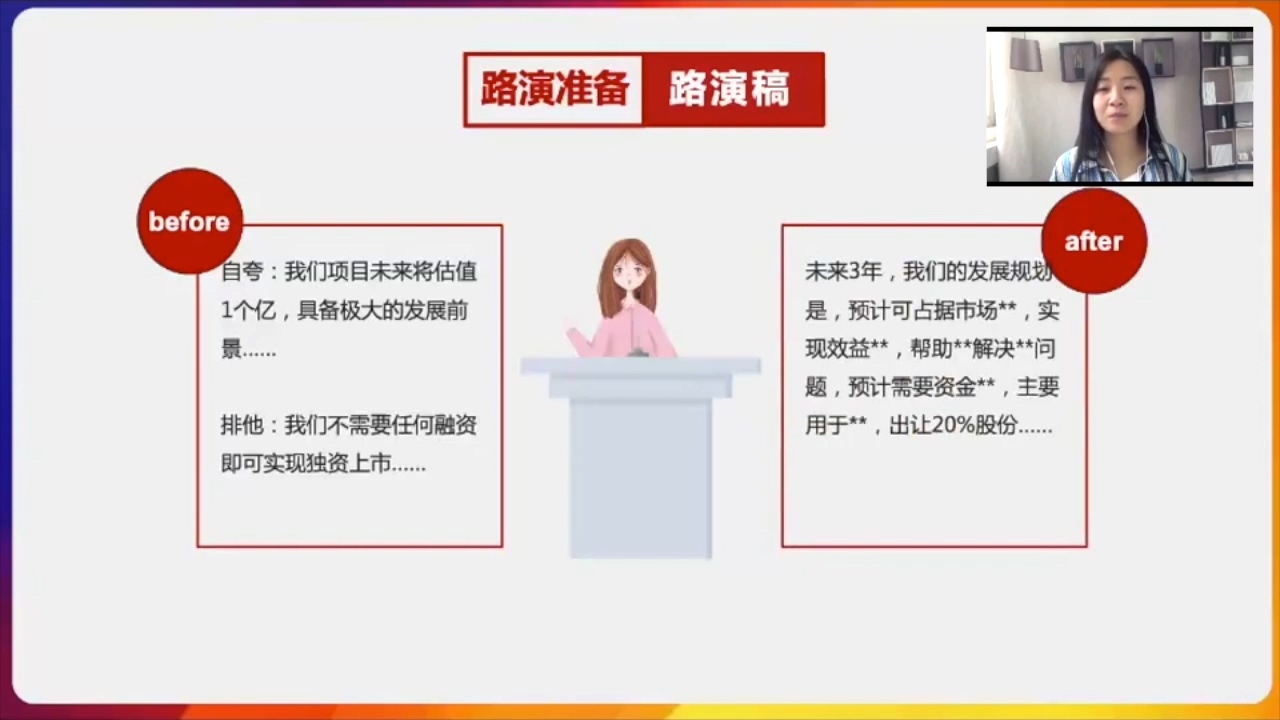 路演准备 路演稿
before
自夸：我们项目未来将估值
1个亿，具备极大的发展前
景......
排他：我们不需要任何融资
即可实现独资上市......
after
未来3年，我们的发展规划
是，预计可占据市场**，实
现效益**，帮助**解决**问
题，预计需要资金**，主要
用于**，出让20%股份......